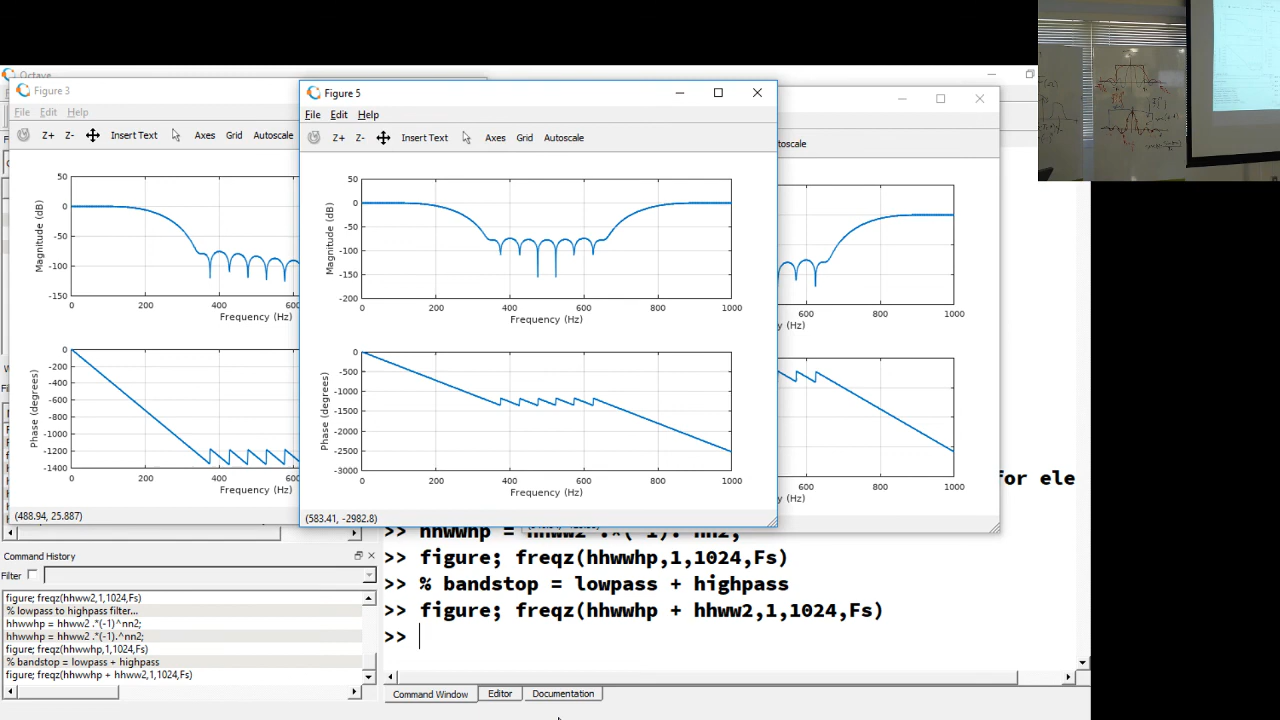 Octave
Figure 3
File Edit Help
Z+ Z- Insert Text Axes Grid Autoscale
50
0
-50
-100
-150
Magnitude (dB)
0 200 400 600
Frequency (Hz)
0
-200
-400
-600
-800
-1000
-1200
-1400
Phase (degrees)
0 200 400 600
Frequency (Hz)
(488.94, 25.887)
Figure 5
File Edit Help
Z+ Z- Insert Text Axes Grid Autoscale
50
0
-50
-100
-150
-200
Magnitude (dB)
0 200 400 600 800 1000
Frequency (Hz)
0
-500
-1000
-1500
-2000
-2500
-3000
Phase (degrees)
0 200 400 600 800 1000
Frequency (Hz)
(583.41, -2982.8)
toscale
800 1000
cy (Hz)
800 1000
cy (Hz)
for ele
>> hhwwhp = hhww2 .*(-1).^nn2;
>> figure; freqz(hhwwhp,1,1024,Fs)
>> % bandstop = lowpass + highpass
>> figure; freqz(hhwwhp + hhww2,1,1024,Fs)
>>
Command History
Filter
figure; freqz(hhww2,1,1024,Fs)
% lowpass to highpass filter...
hhwwhp = hhww2 .*(-1)^nn2;
hhwwhp = hhww2 .*(-1).^nn2;
figure; freqz(hhwwhp,1,1024,Fs)
% bandstop = lowpass + highpass
figure; freqz(hhwwhp + hhww2,1,1024,Fs)
Command Window Editor Documentation